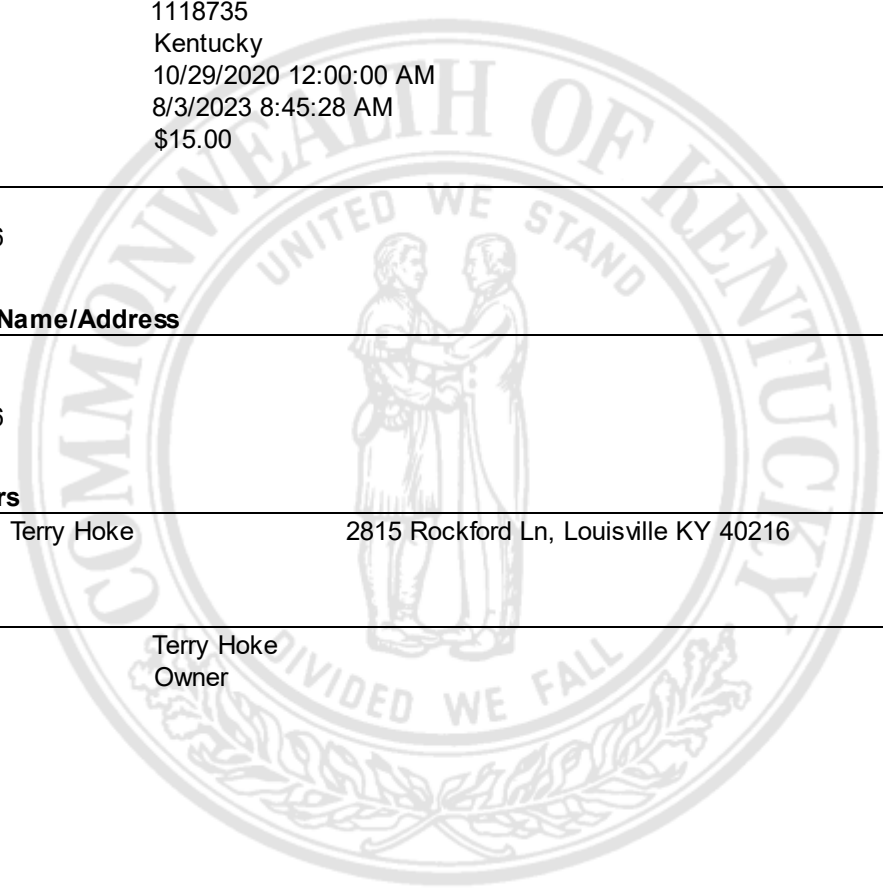 1118735
Kentucky
10/29/2020 12:00:00 AM
8/3/2023 8:45:28 AM
$15.00
6
Name/Address
6
rs
Terry Hoke 2815 Rockford Ln, Louisville KY 40216
Terry Hoke
Owner
COMMONWEALTH OF KENTUCKY
UNITED WE STAND
DIVIDED WE FALL